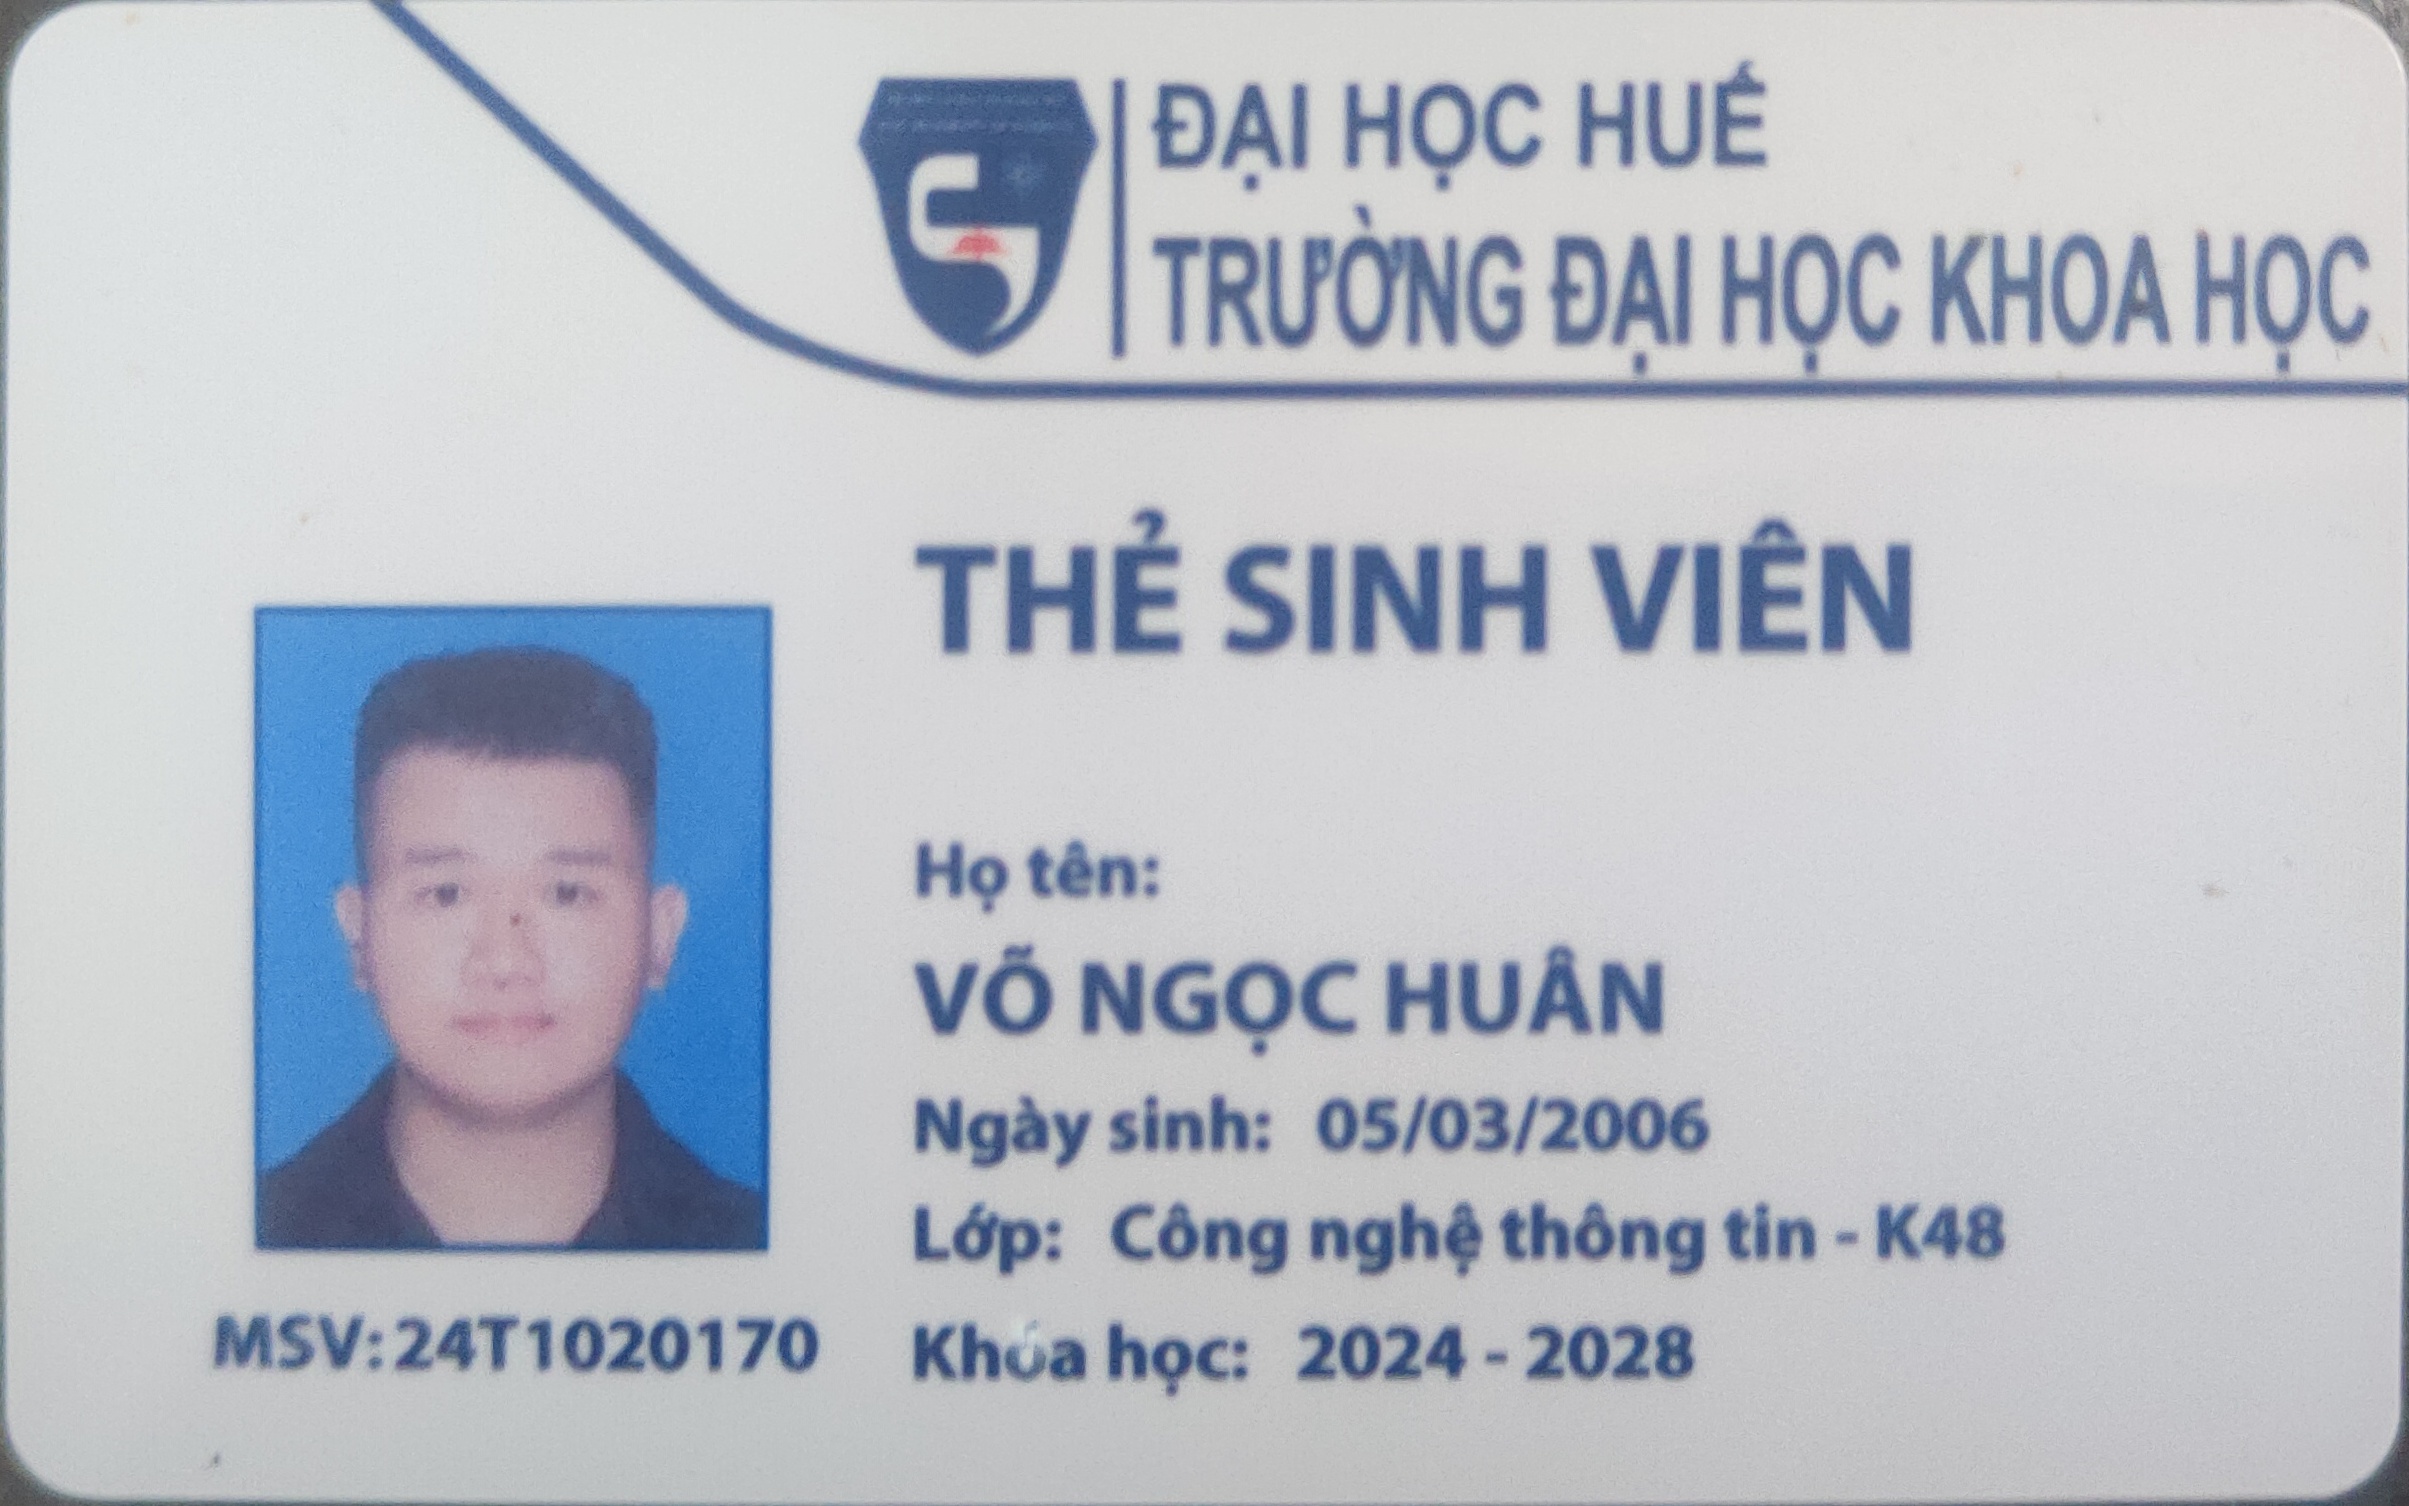 ĐẠI HỌC HUẾ
TRƯỜNG ĐẠI HỌC KHOA HỌC
THẺ SINH VIÊN
Họ tên:
VÕ NGỌC HUÂN
Ngày sinh: 05/03/2006
Lớp: Công nghệ thông tin - K48
Khóa học: 2024 - 2028
MSV: 24T1020170